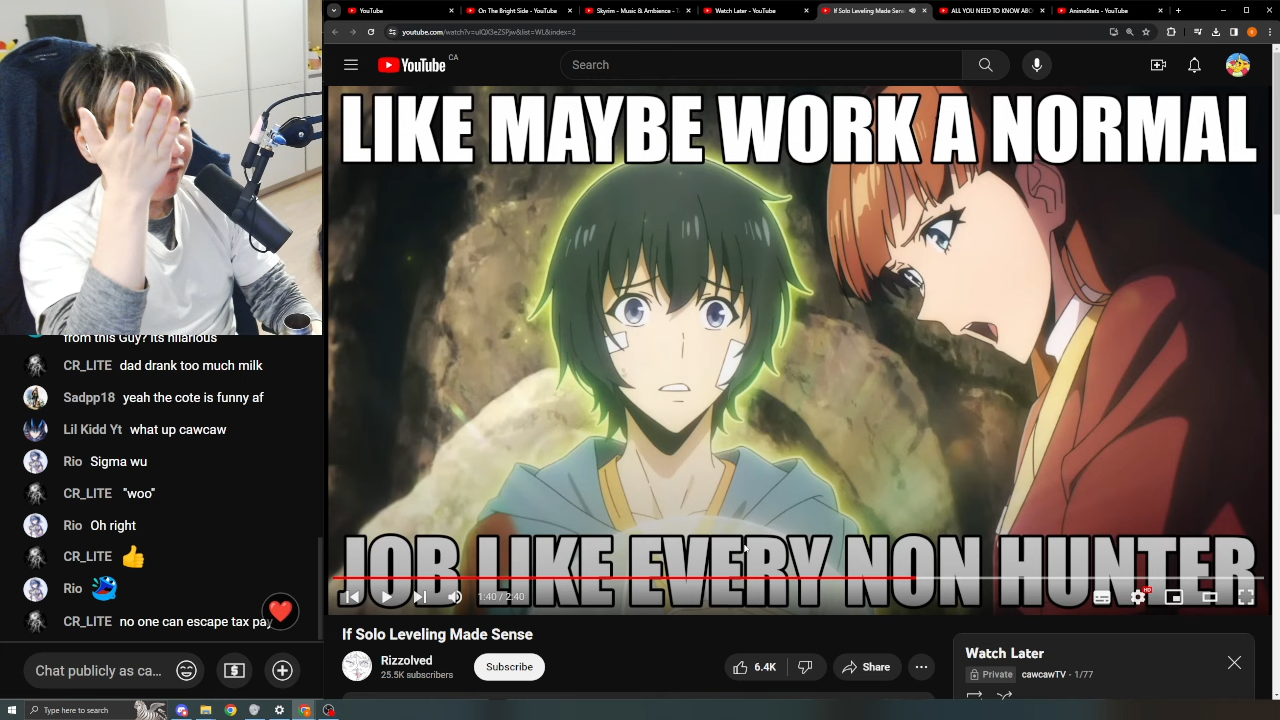 YouTube
On The Bright Side - YouTube
Skyrim - Music & Ambience -
Watch Later - YouTube
If Solo Leveling Made Sens
ALL YOU NEED TO KNOW ABO
AnimeStats - YouTube
youtube.com/watch?v=ulQX3eZSPjw&list=WL&index=2
YouTube CA
Search
LIKE MAYBE WORK A NORMAL
JOB LIKE EVERY NON HUNTER
1:40 / 2:40
HD
If Solo Leveling Made Sense
Rizzolved
25.5K subscribers
Subscribe
6.4K
Share
Watch Later
Private cawcawTV - 1/77
from this Guy? its hilarious
CR_LITE dad drank too much milk
Sadpp18 yeah the cote is funny af
Lil Kidd Yt what up cawcaw
Rio Sigma wu
CR_LITE "woo"
Rio Oh right
CR_LITE 👍
Rio
CR_LITE no one can escape tax pay
Chat publicly as ca...
Type here to search